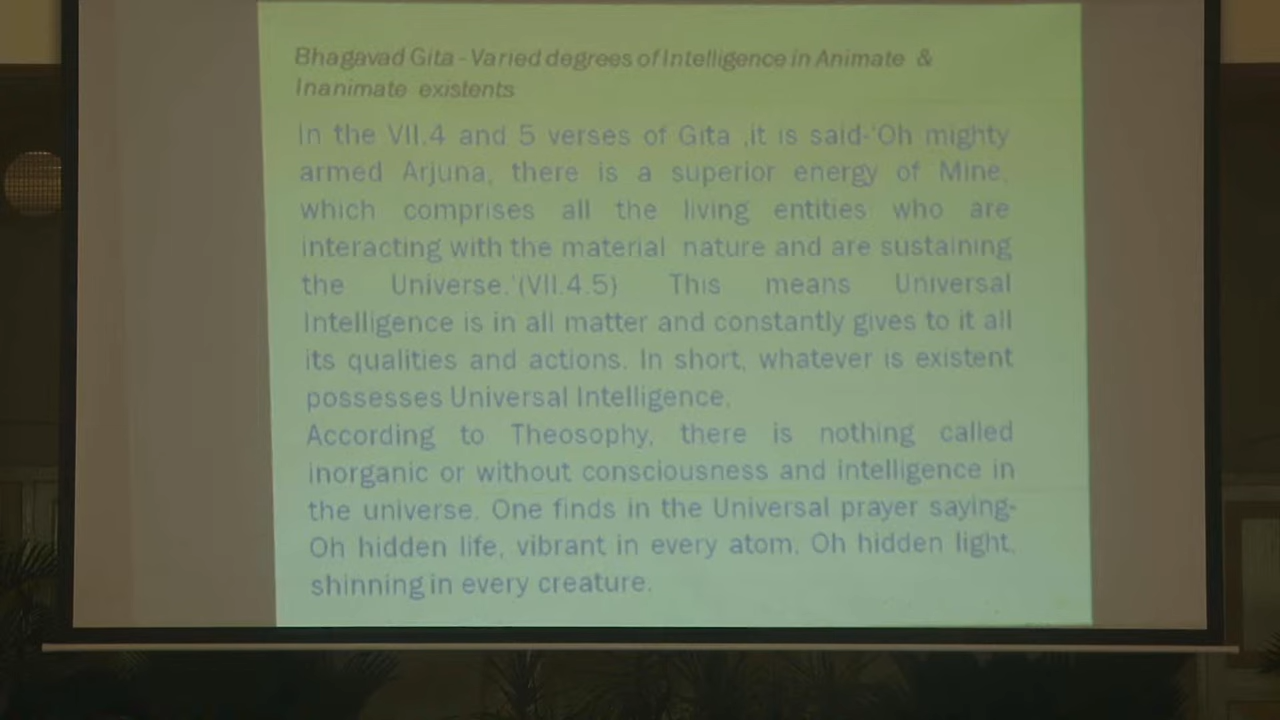 Bhagavad Gita - Varied degrees of Intelligence in Animate &
Inanimate existents
In the VII.4 and 5 verses of Gita ,it is said-'Oh mighty
armed Arjuna, there is a superior energy of Mine,
which comprises all the living entities who are
interacting with the material nature and are sustaining
the Universe.'(VII.4.5) This means Universal
Intelligence is in all matter and constantly gives to it all
its qualities and actions. In short, whatever is existent
possesses Universal Intelligence.
According to Theosophy, there is nothing called
inorganic or without consciousness and intelligence in
the universe. One finds in the Universal prayer saying-
Oh hidden life, vibrant in every atom, Oh hidden light,
shinning in every creature.